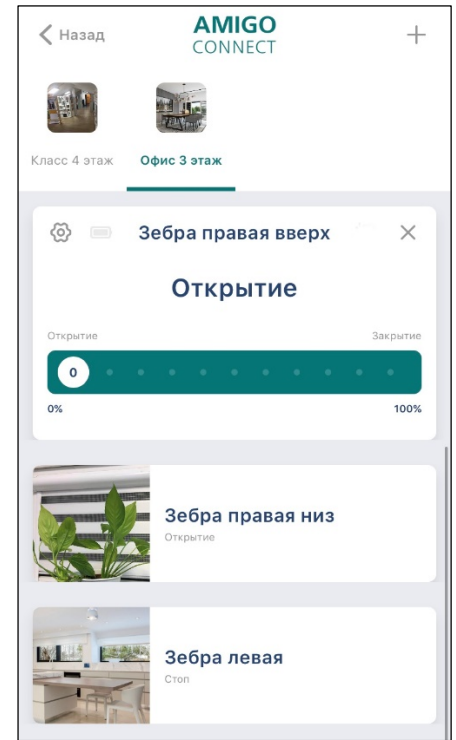 Назад
AMIGO
CONNECT
Класс 4 этаж
Офис 3 этаж
Зебра правая вверх
Открытие
Открытие
Закрытие
0
0%
100%
Зебра правая низ
Открытие
Зебра левая
Стоп